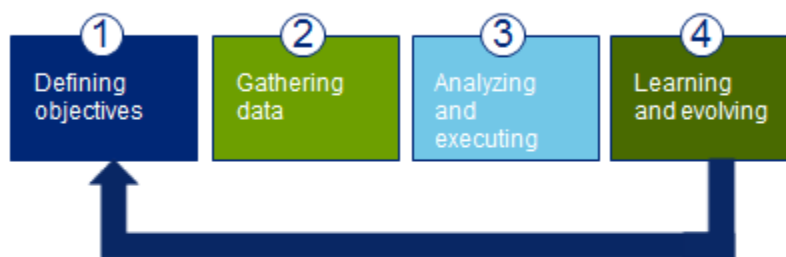 1
Defining
objectives
2
Gathering
data
3
Analyzing
and
executing
4
Learning
and evolving